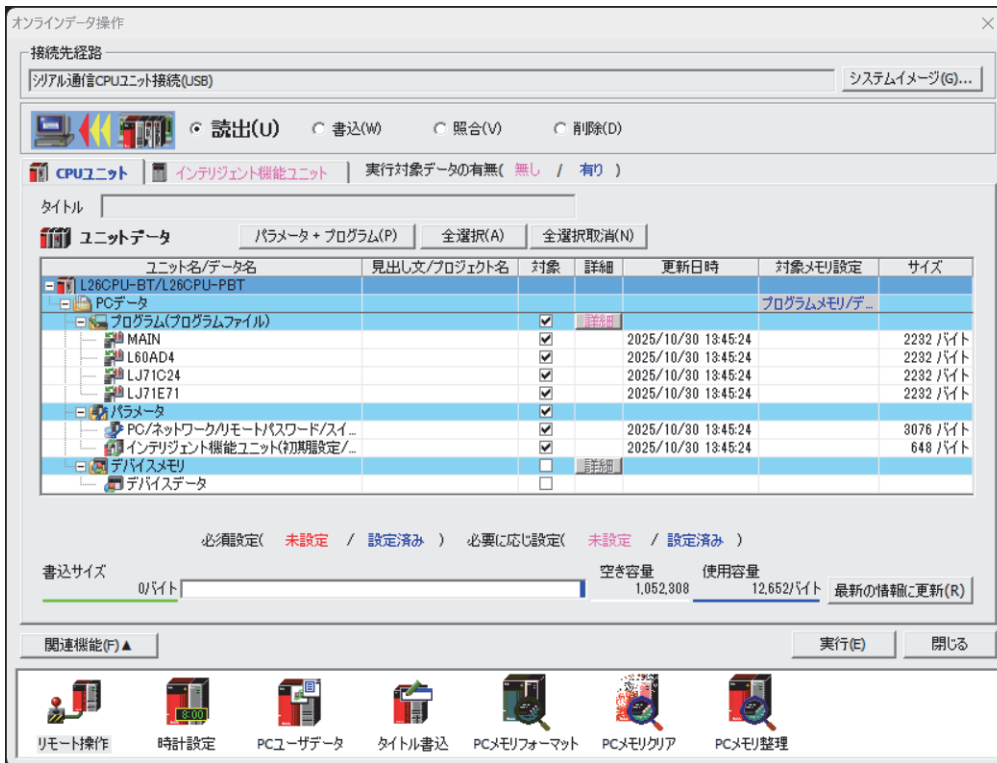 オンラインデータ操作
接続先経路
シリアル通信CPUユニット接続(USB)
システムイメージ(G)...
読出(U) 書込(W) 照合(V) 削除(D)
CPUユニット インテリジェント機能ユニット 実行対象データの有無( 無し / 有り )
タイトル
ユニットデータ パラメータ + プログラム(P) 全選択(A) 全選択取消(N)
ユニット名/データ名 見出し文/プロジェクト名 対象 詳細 更新日時 対象メモリ設定 サイズ
L26CPU-BT/L26CPU-PBT
PCデータ プログラムメモリ/デ...
プログラム(プログラムファイル) 詳細
MAIN 2025/10/30 13:45:24 2232 バイト
L60AD4 2025/10/30 13:45:24 2232 バイト
LJ71C24 2025/10/30 13:45:24 2232 バイト
LJ71E71 2025/10/30 13:45:24 2232 バイト
パラメータ
PC/ネットワーク/リモートパスワード/スイ... 2025/10/30 13:45:24 3076 バイト
インテリジェント機能ユニット(初期設定/... 2025/10/30 13:45:24 648 バイト
デバイスメモリ 詳細
デバイスデータ
必須設定( 未設定 / 設定済み ) 必要に応じ設定( 未設定 / 設定済み )
書込サイズ 空き容量 使用容量
0バイト 1,052,308 12,652バイト 最新の情報に更新(R)
関連機能(F)▲ 実行(E) 閉じる
8:00
リモート操作 時計設定 PCユーザデータ タイトル書込 PCメモリフォーマット PCメモリクリア PCメモリ整理